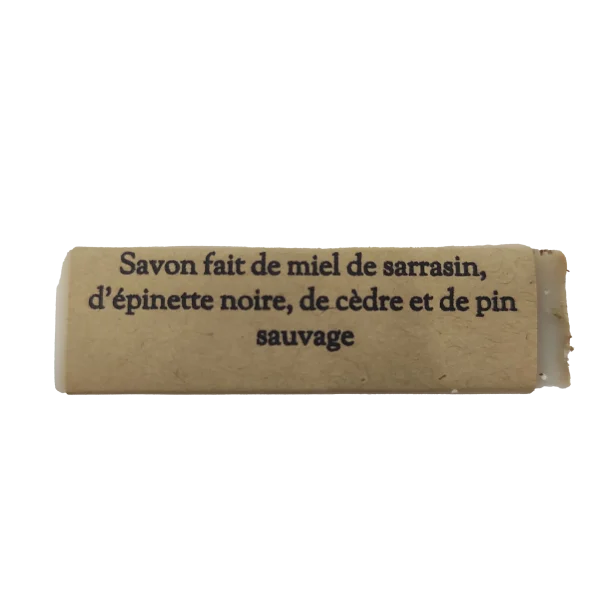 Savon fait de miel de sarrasin,
d'épinette noire, de cèdre et de pin
sauvage